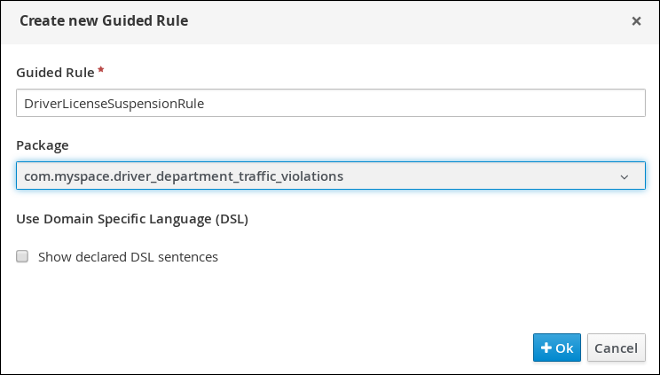 Create new Guided Rule
Guided Rule *
DriverLicenseSuspensionRule
Package
com.myspace.driver_department_traffic_violations
Use Domain Specific Language (DSL)
Show declared DSL sentences
+ Ok Cancel